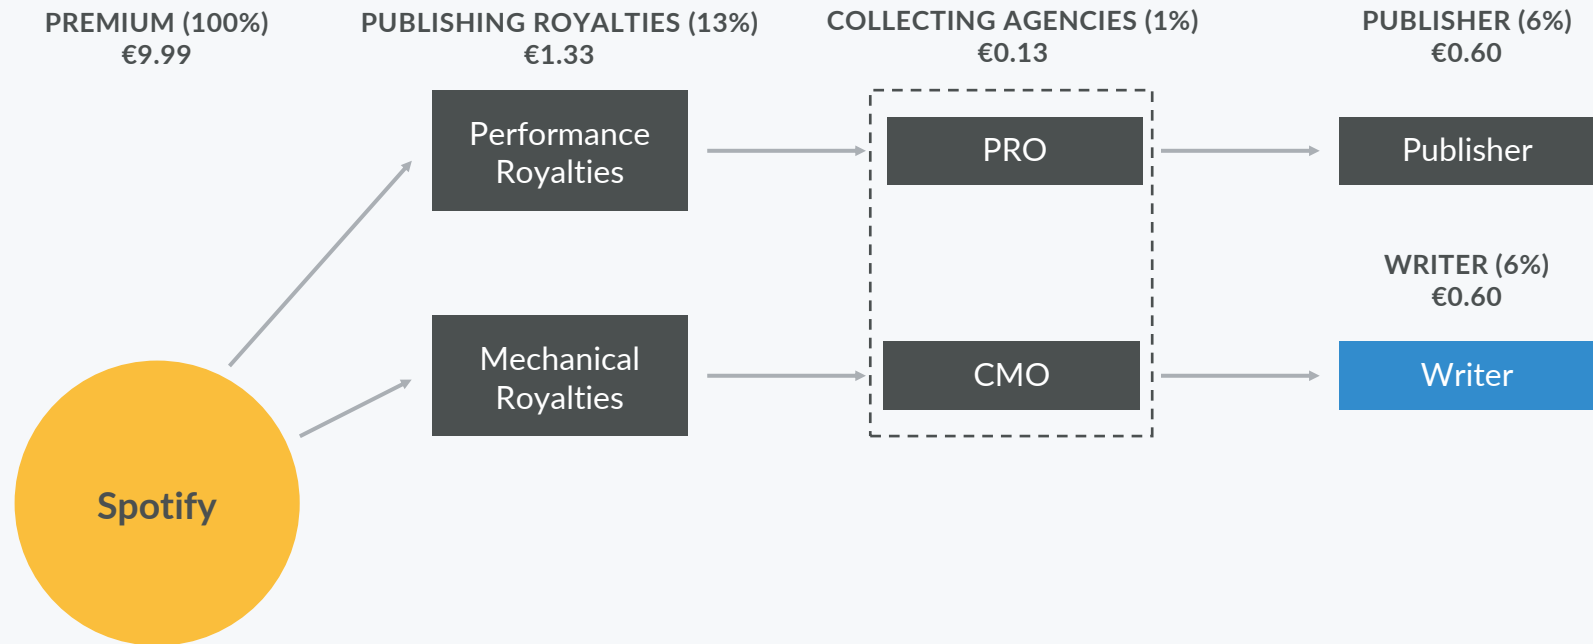 PREMIUM (100%)
€9.99
PUBLISHING ROYALTIES (13%)
€1.33
COLLECTING AGENCIES (1%)
€0.13
PUBLISHER (6%)
€0.60
Performance
Royalties
PRO
Publisher
WRITER (6%)
€0.60
Mechanical
Royalties
CMO
Writer
Spotify